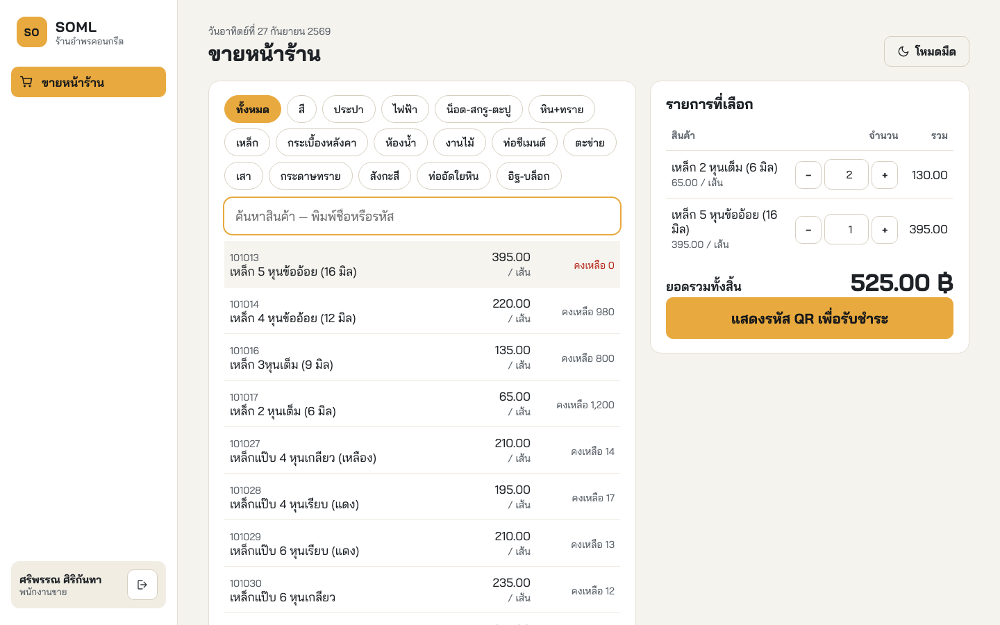 SO
SOML
ร้านอำพรคอนกรีต
ขายหน้าร้าน
ศริพรรณ ศิริกันทา
พนักงานขาย
วันอาทิตย์ที่ 27 กันยายน 2569
ขายหน้าร้าน
โหมดมืด
ทั้งหมด
สี
ประปา
ไฟฟ้า
น็อต-สกรู-ตะปู
หิน+ทราย
เหล็ก
กระเบื้องหลังคา
ห้องน้ำ
งานไม้
ท่อซีเมนต์
ตะข่าย
เสา
กระดาษทราย
สังกะสี
ท่ออัดใยหิน
อิฐ-บล็อก
ค้นหาสินค้า — พิมพ์ชื่อหรือรหัส
101013
เหล็ก 5 หุนข้ออ้อย (16 มิล)
395.00
/ เส้น
คงเหลือ 0
101014
เหล็ก 4 หุนข้ออ้อย (12 มิล)
220.00
/ เส้น
คงเหลือ 980
101016
เหล็ก 3หุนเต็ม (9 มิล)
135.00
/ เส้น
คงเหลือ 800
101017
เหล็ก 2 หุนเต็ม (6 มิล)
65.00
/ เส้น
คงเหลือ 1,200
101027
เหล็กแป๊บ 4 หุนเกลียว (เหลือง)
210.00
/ เส้น
คงเหลือ 14
101028
เหล็กแป๊บ 4 หุนเรียบ (แดง)
195.00
/ เส้น
คงเหลือ 17
101029
เหล็กแป๊บ 6 หุนเรียบ (แดง)
210.00
/ เส้น
คงเหลือ 13
101030
เหล็กแป๊บ 6 หุนเกลียว
235.00
/ เส้น
คงเหลือ 12
รายการที่เลือก
สินค้า จำนวน รวม
เหล็ก 2 หุนเต็ม (6 มิล)
65.00 / เส้น
− 2 + 130.00
เหล็ก 5 หุนข้ออ้อย (16
มิล)
395.00 / เส้น
− 1 + 395.00
ยอดรวมทั้งสิ้น 525.00 ฿
แสดงรหัส QR เพื่อรับชำระ